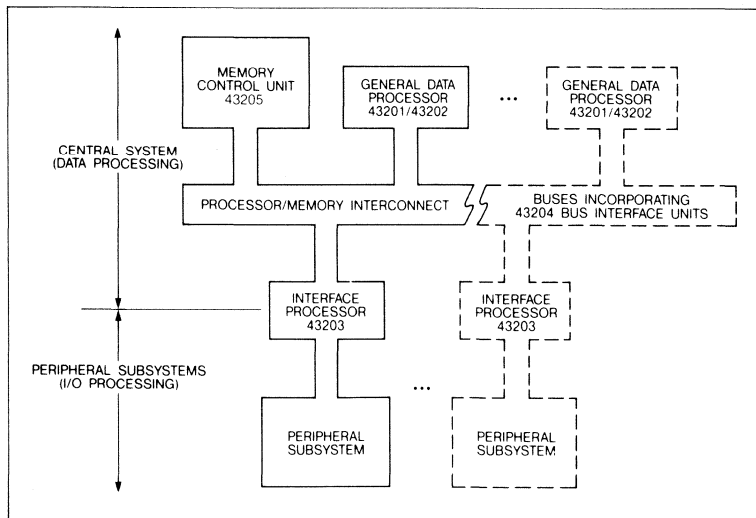 MEMORY
CONTROL UNIT
43205
GENERAL DATA
PROCESSOR
43201/43202
...
GENERAL DATA
PROCESSOR
43201/43202
CENTRAL SYSTEM
(DATA PROCESSING)
PROCESSOR/MEMORY INTERCONNECT
BUSES INCORPORATING
43204 BUS INTERFACE UNITS
INTERFACE
PROCESSOR
43203
INTERFACE
PROCESSOR
43203
PERIPHERAL SUBSYSTEMS
(I/O PROCESSING)
...
PERIPHERAL
SUBSYSTEM
PERIPHERAL
SUBSYSTEM